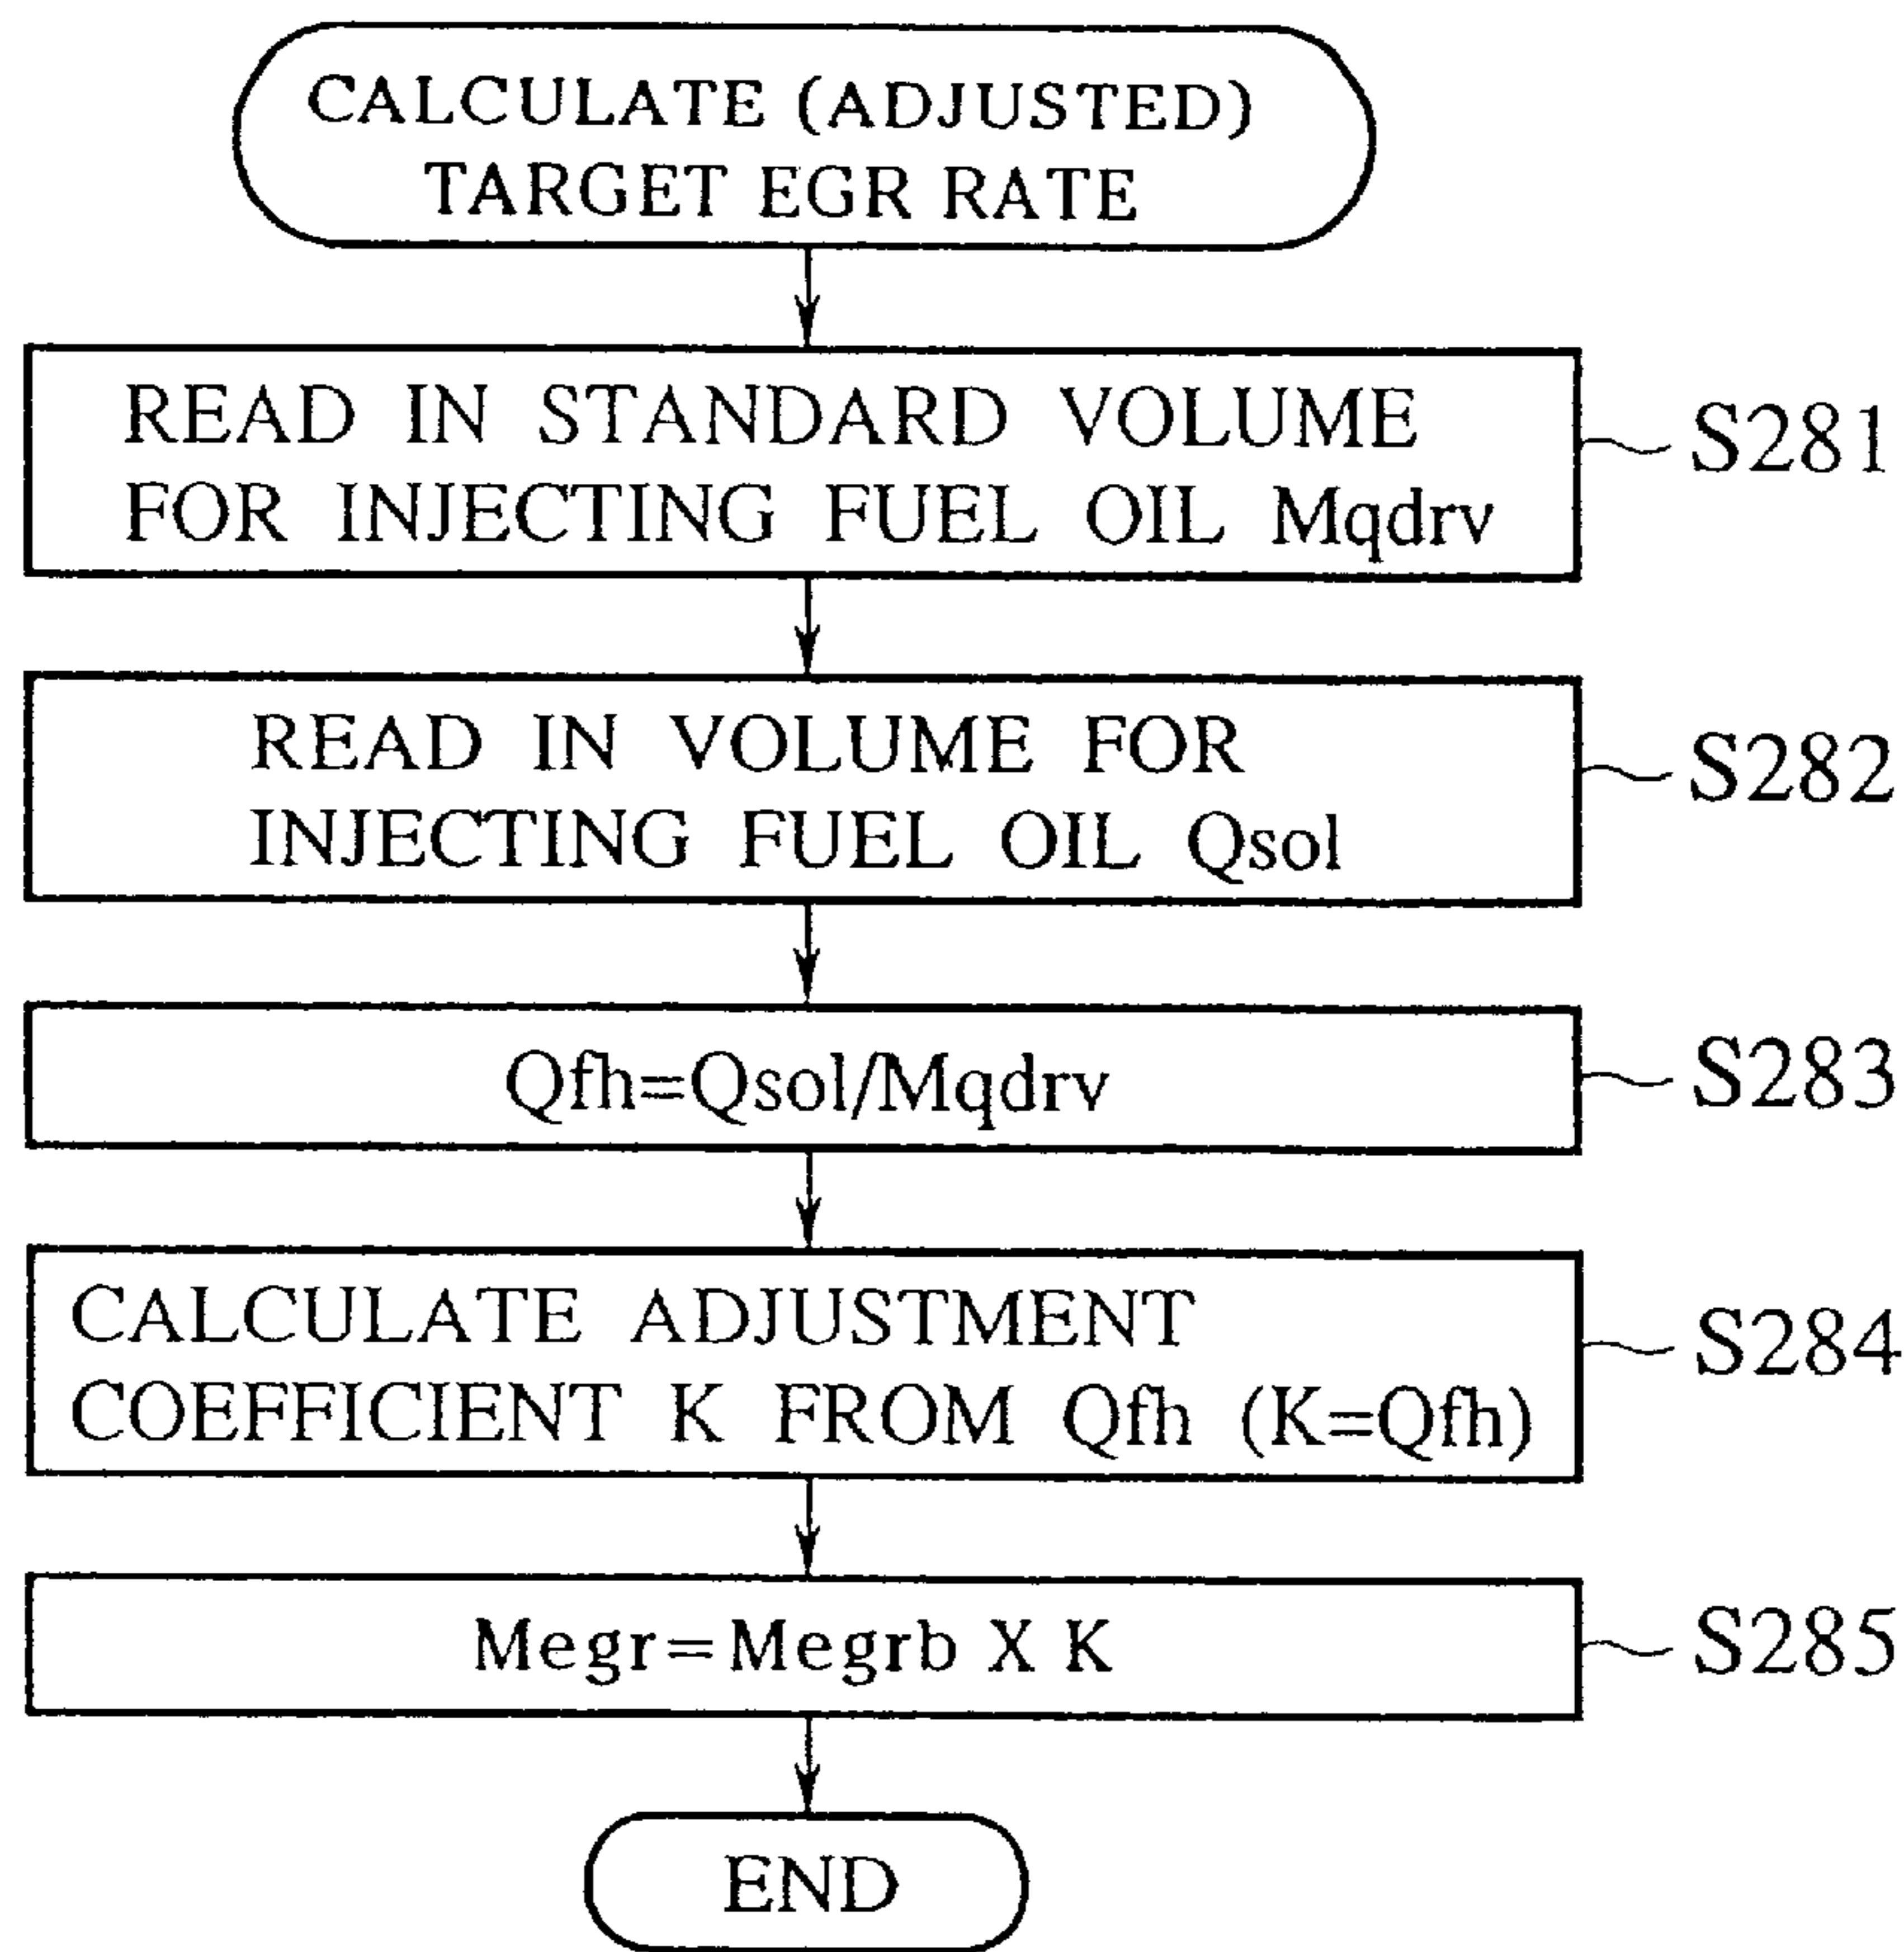 CALCULATE (ADJUSTED)
TARGET EGR RATE
READ IN STANDARD VOLUME
FOR INJECTING FUEL OIL Mqdrv
S281
READ IN VOLUME FOR
INJECTING FUEL OIL Qsol
S282
Qfh=Qsol/Mqdrv
S283
CALCULATE ADJUSTMENT
COEFFICIENT K FROM Qfh (K=Qfh)
S284
Megr=Megrb X K
S285
END